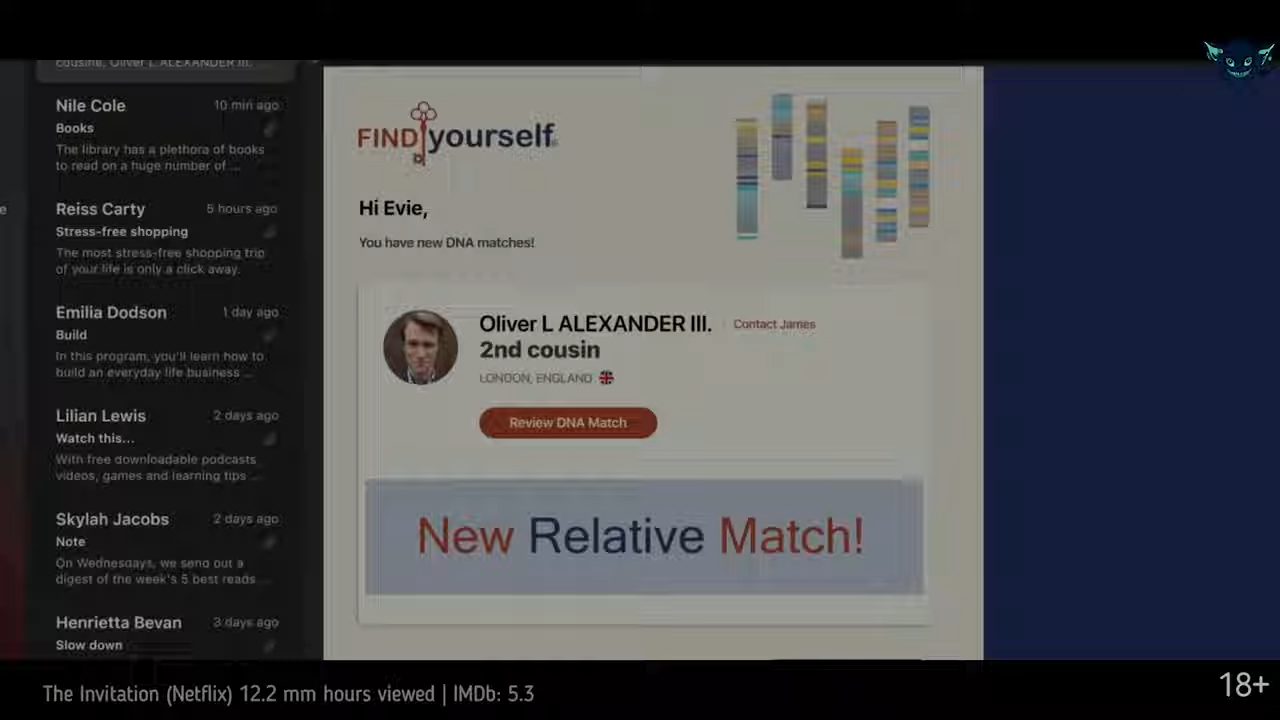 cousine, Oliver L ALEXANDER III.
Nile Cole 10 min ago
Books
The library has a plethora of books
to read on a huge number of ...
e
Reiss Carty 5 hours ago
Stress-free shopping
The most stress-free shopping trip
of your life is only a click away.
Emilia Dodson 1 day ago
Build
In this program, you'll learn how to
build an everyday life business ...
Lilian Lewis 2 days ago
Watch this...
With free downloadable podcasts
videos, games and learning tips ...
Skylah Jacobs 2 days ago
Note
On Wednesdays, we send out a
digest of the week's 5 best reads
Henrietta Bevan 3 days ago
Slow down
FINDyourself
Hi Evie,
You have new DNA matches!
Oliver L ALEXANDER III. Contact James
2nd cousin
LONDON, ENGLAND
Review DNA Match
New Relative Match!
The Invitation (Netflix) 12.2 mm hours viewed | IMDb: 5.3
18+